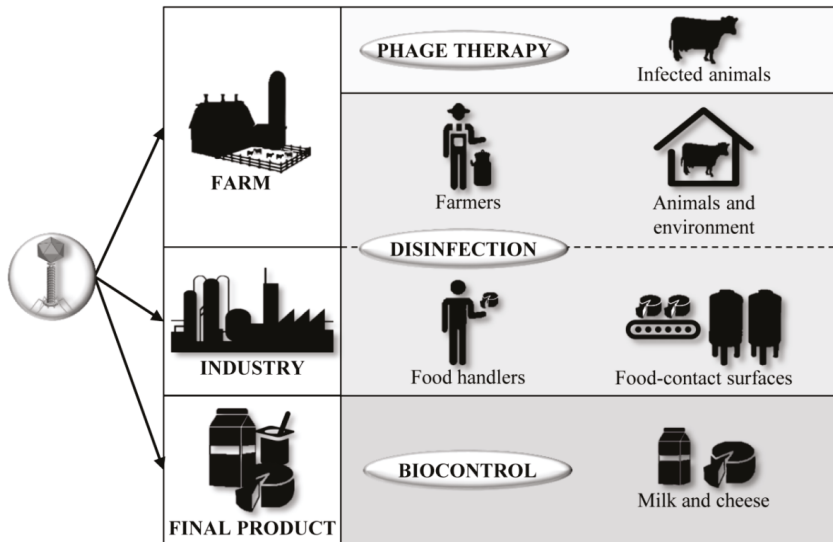 PHAGE THERAPY
Infected animals
FARM
Farmers
Animals and
environment
DISINFECTION
INDUSTRY
Food handlers
Food-contact surfaces
FINAL PRODUCT
BIOCONTROL
Milk and cheese